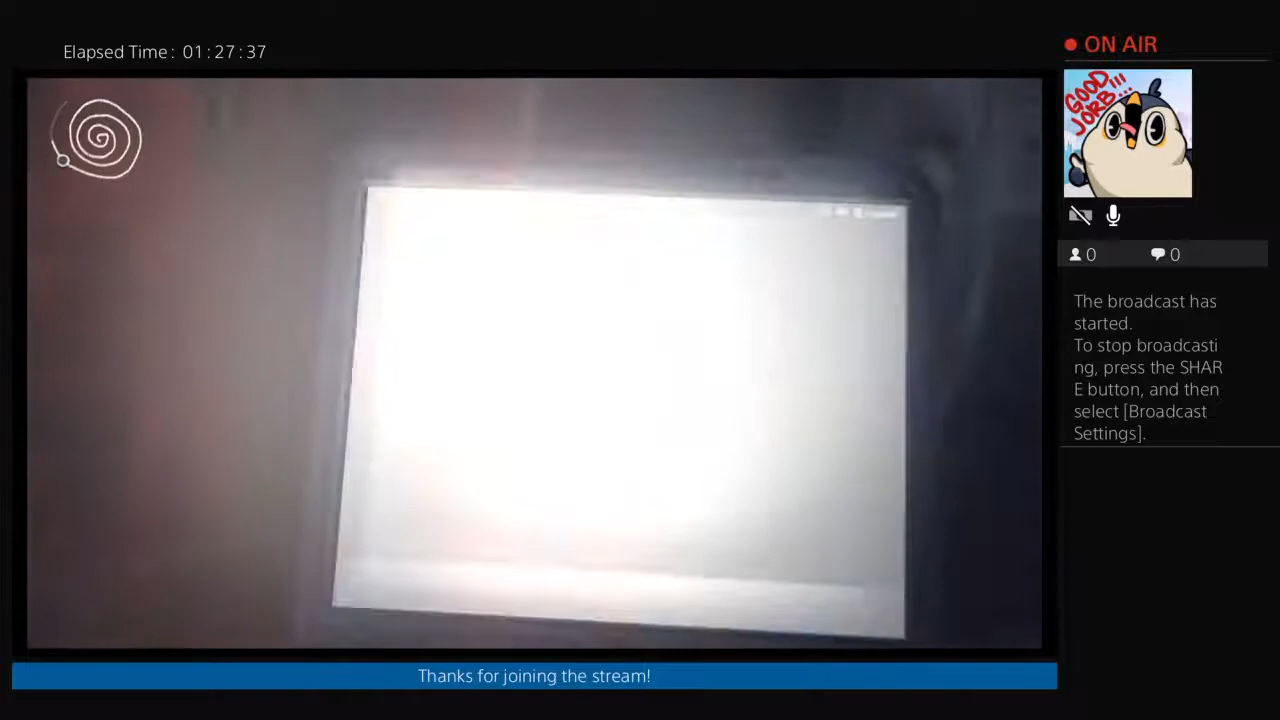 Elapsed Time: 01:27:37
ON AIR
GOOD
JORB!!!...
0
0
The broadcast has
started.
To stop broadcasti
ng, press the SHAR
E button, and then
select [Broadcast
Settings].
Thanks for joining the stream!